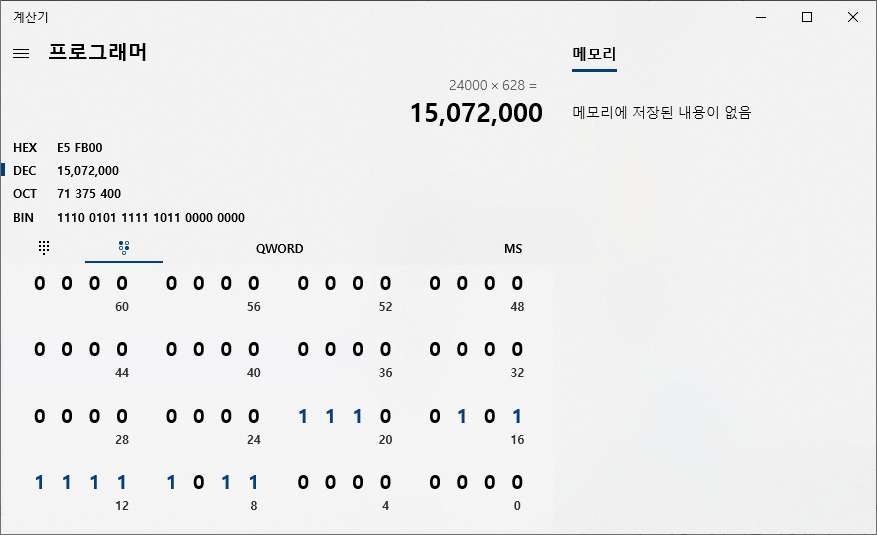 계산기
프로그래머
메모리
24000 × 628 =
15,072,000
메모리에 저장된 내용이 없음
HEX E5 FB00
DEC 15,072,000
OCT 71 375 400
BIN 1110 0101 1111 1011 0000 0000
QWORD MS
0 0 0 0 0 0 0 0 0 0 0 0 0 0 0 0
60 56 52 48
0 0 0 0 0 0 0 0 0 0 0 0 0 0 0 0
44 40 36 32
0 0 0 0 0 0 0 0 1 1 1 0 0 1 0 1
28 24 20 16
1 1 1 1 1 0 1 1 0 0 0 0 0 0 0 0
12 8 4 0